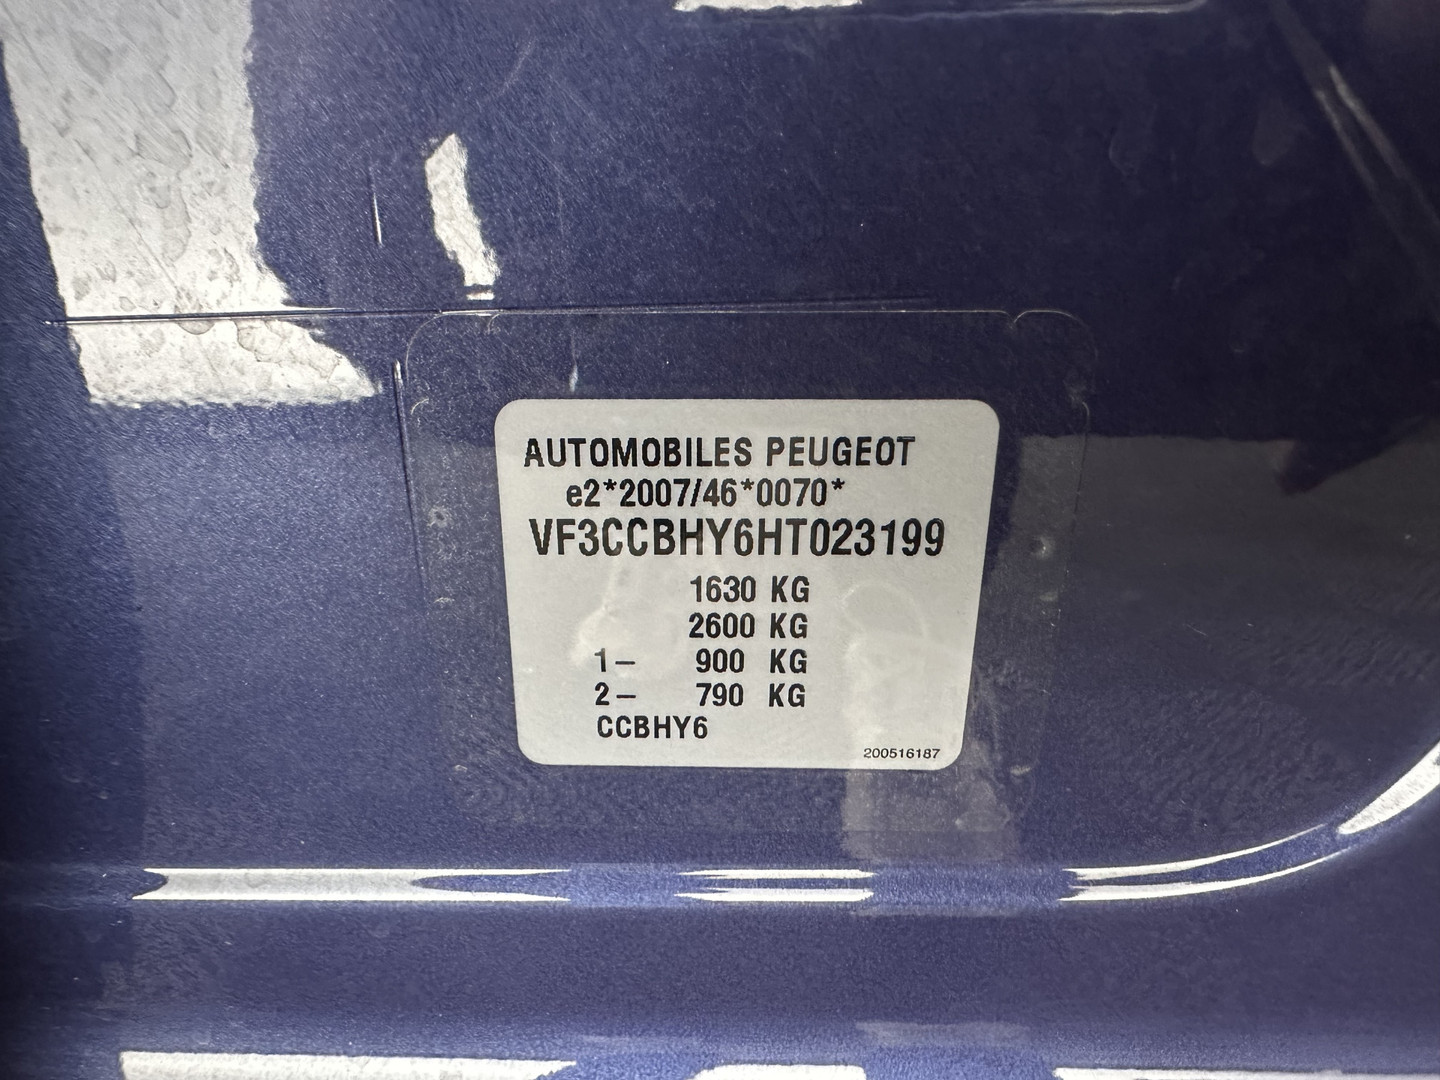 AUTOMOBILES PEUGEOT
e2*2007/46*0070*
VF3CCBHY6HT023199
1630 KG
2600 KG
1- 900 KG
2- 790 KG
CCBHY6
200516187